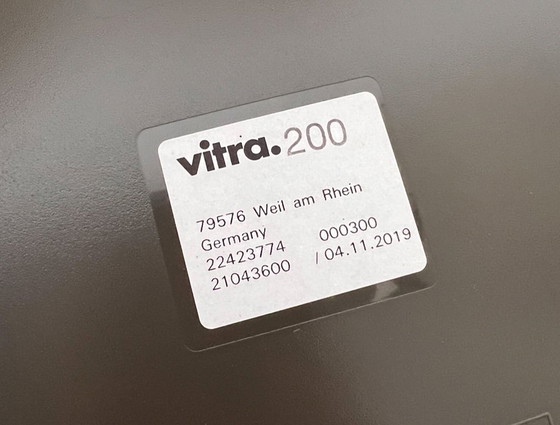 vitra.200
79576 Weil am Rhein
Germany
22423774 000300
21043600 / 04.11.2019